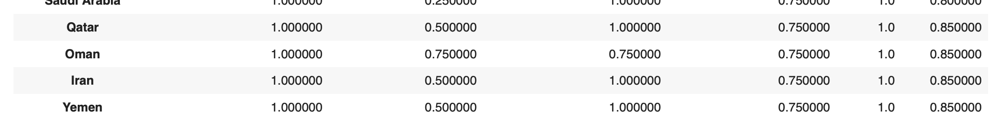 Saudi Arabia 1.000000 0.250000 1.000000 0.750000 1.0 0.800000
Qatar 1.000000 0.500000 1.000000 0.750000 1.0 0.850000
Oman 1.000000 0.750000 0.750000 0.750000 1.0 0.850000
Iran 1.000000 0.500000 1.000000 0.750000 1.0 0.850000
Yemen 1.000000 0.500000 1.000000 0.750000 1.0 0.850000